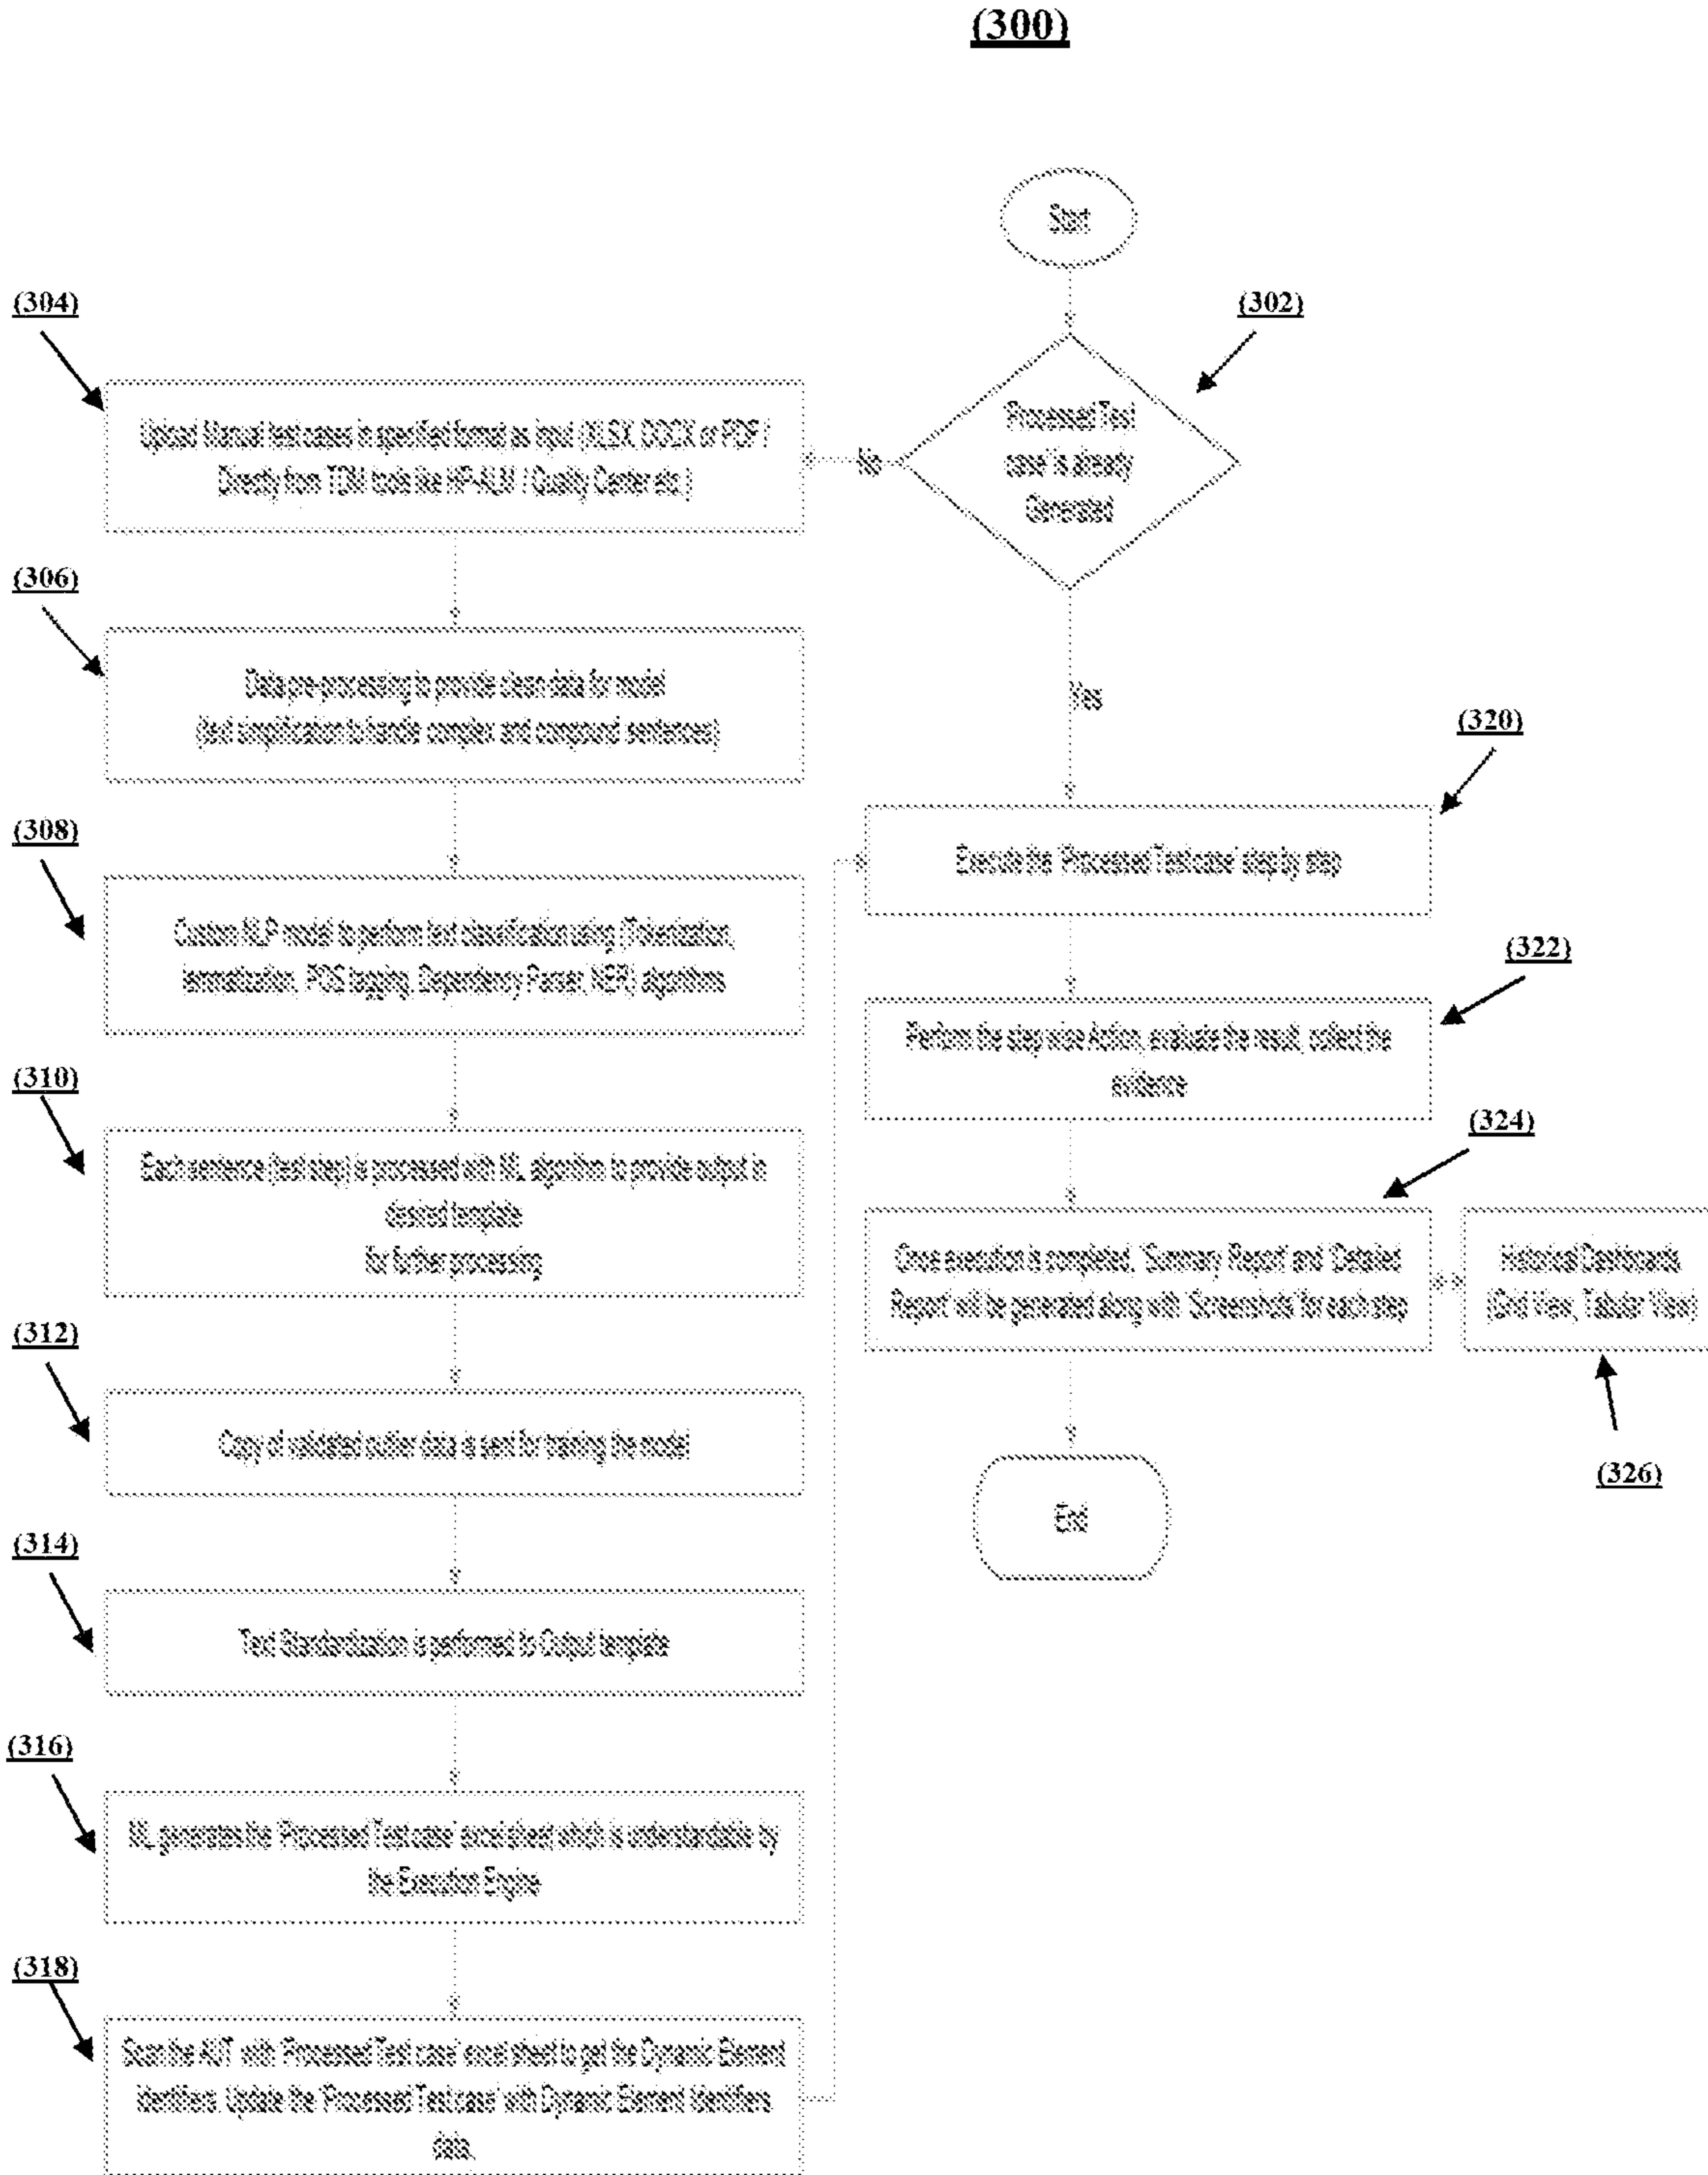 (300)
Start
(302)
'Processed Test
case' is already
Generated
No
Yes
(304)
Upload Manual test cases in specified format as input (XLSX, DOCX or PDF /
Directly from TDM tools like HP-ALM / Quality Center etc.)
(306)
Data pre-processing to provide clean data for model
(text simplification to handle complex and compound sentences)
(308)
Custom NLP model to perform text classification using (Tokenization,
lemmatization, POS tagging, Dependency Parser, NER) algorithms
(310)
Each sentence (test step) is processed with ML algorithm to provide output in
desired template
for further processing
(312)
Copy of validated outlier data is sent for training the model
(314)
Text Standardization is performed to Output template
(316)
ML generates the 'Processed Test case' excel sheet which is understandable by
the Execution Engine
(318)
Scan the AUT with 'Processed Test case' excel sheet to get the Dynamic Element
Identifiers. Update the 'Processed Test case' with Dynamic Element Identifiers
data.
(320)
Execute the 'Processed Test case' step by step
(322)
Perform the step wise Action, evaluate the result, collect the
evidence
(324)
Once execution is completed, 'Summary Report' and 'Detailed
Report' will be generated along with 'Screenshots' for each step
Historical Dashboards
(Grid View, Tabular View)
(326)
End